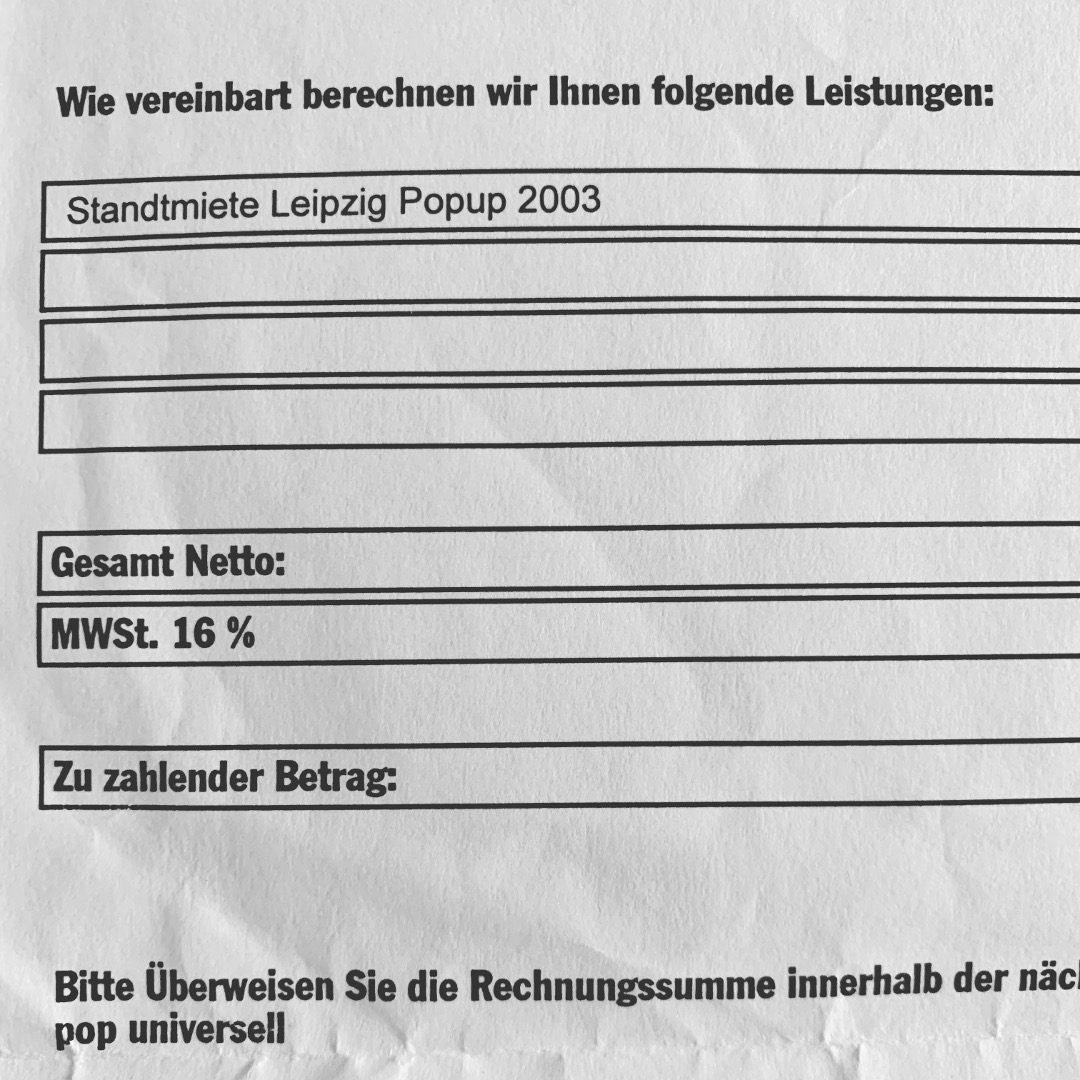 Wie vereinbart berechnen wir Ihnen folgende Leistungen:
Standtmiete Leipzig Popup 2003
Gesamt Netto:
MWSt. 16 %
Zu zahlender Betrag:
Bitte Überweisen Sie die Rechnungssumme innerhalb der
pop universell